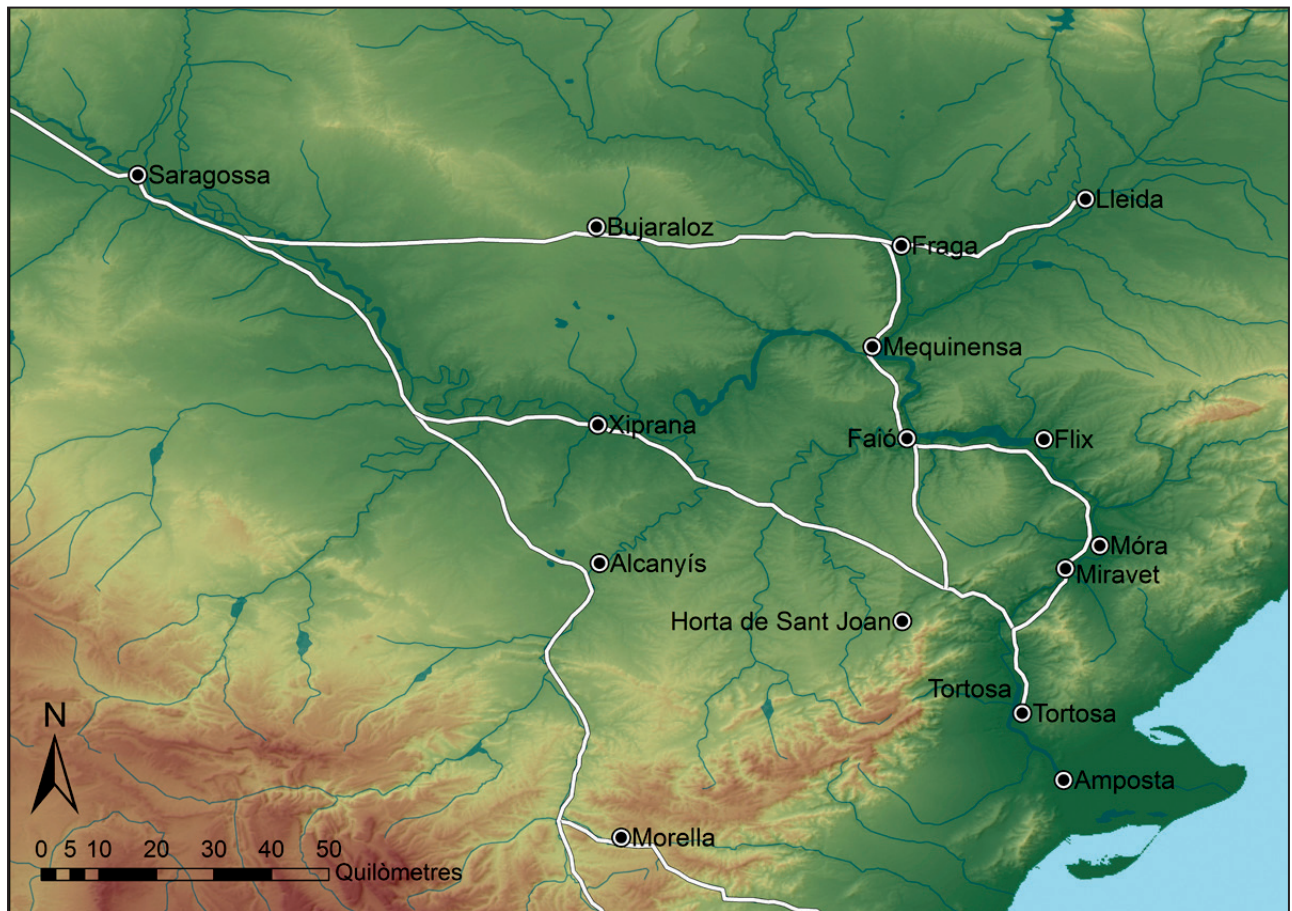 Saragossa
Lleida
Bujaraloz
Fraga
Mequinensa
Xiprana
Faió
Flix
Móra
Alcanyís
Miravet
Horta de Sant Joan
Tortosa
Tortosa
N
Amposta
Morella
0 5 10 20 30 40 50
Quilòmetres